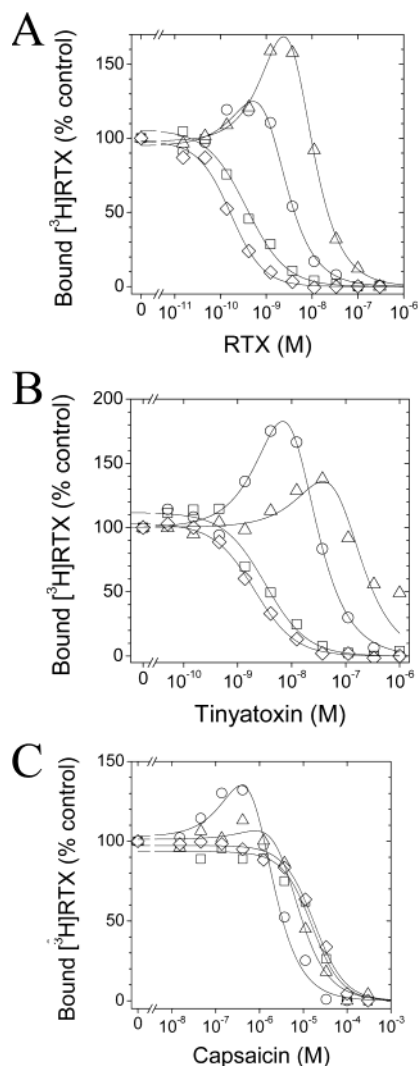 A
Bound [³H]RTX (% control)
150
100
50
0
0 10⁻¹¹ 10⁻¹⁰ 10⁻⁹ 10⁻⁸ 10⁻⁷ 10⁻⁶
RTX (M)
B
Bound [³H]RTX (% control)
200
150
100
50
0
0 10⁻¹⁰ 10⁻⁹ 10⁻⁸ 10⁻⁷ 10⁻⁶
Tinyatoxin (M)
C
Bound [³H]RTX (% control)
150
100
50
0
0 10⁻⁸ 10⁻⁷ 10⁻⁶ 10⁻⁵ 10⁻⁴ 10⁻³
Capsaicin (M)